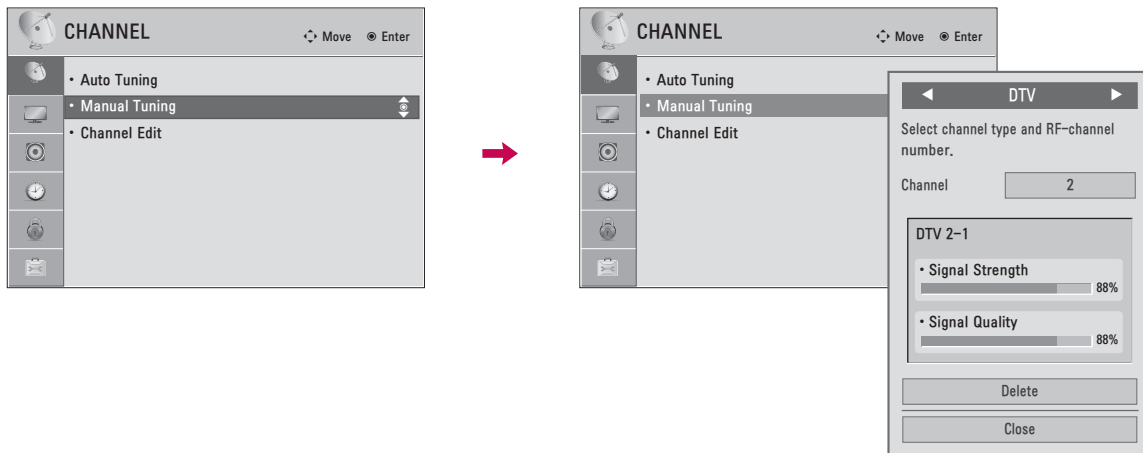 CHANNEL
Move Enter
• Auto Tuning
• Manual Tuning
• Channel Edit
CHANNEL
Move Enter
• Auto Tuning
• Manual Tuning
• Channel Edit
DTV
Select channel type and RF-channel
number.
Channel 2
DTV 2-1
• Signal Strength
88%
• Signal Quality
88%
Delete
Close